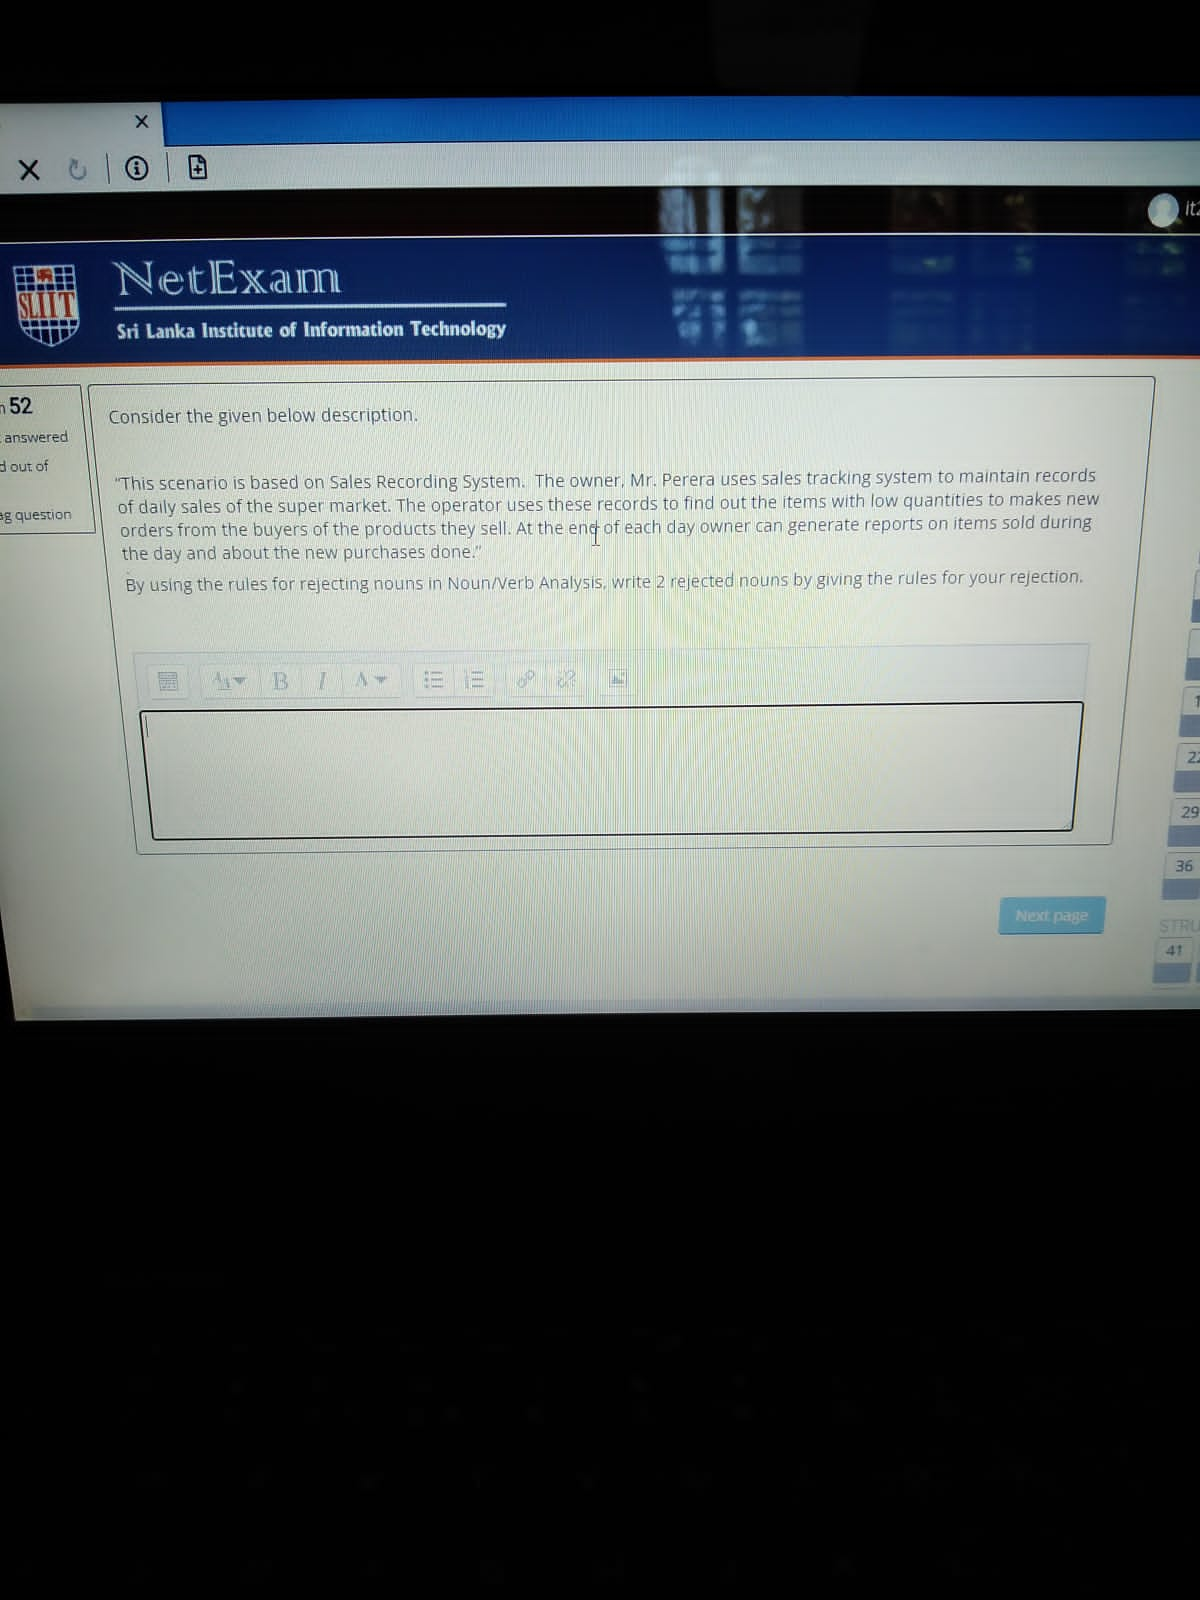 it2
SLIIT
NetExam
Sri Lanka Institute of Information Technology
52
answered
out of
question
Consider the given below description.
"This scenario is based on Sales Recording System. The owner, Mr. Perera uses sales tracking system to maintain records
of daily sales of the super market. The operator uses these records to find out the items with low quantities to makes new
orders from the buyers of the products they sell. At the end of each day owner can generate reports on items sold during
the day and about the new purchases done."
By using the rules for rejecting nouns in Noun/Verb Analysis, write 2 rejected nouns by giving the rules for your rejection.
B I A
1
22
29
36
Next page
STRU
41